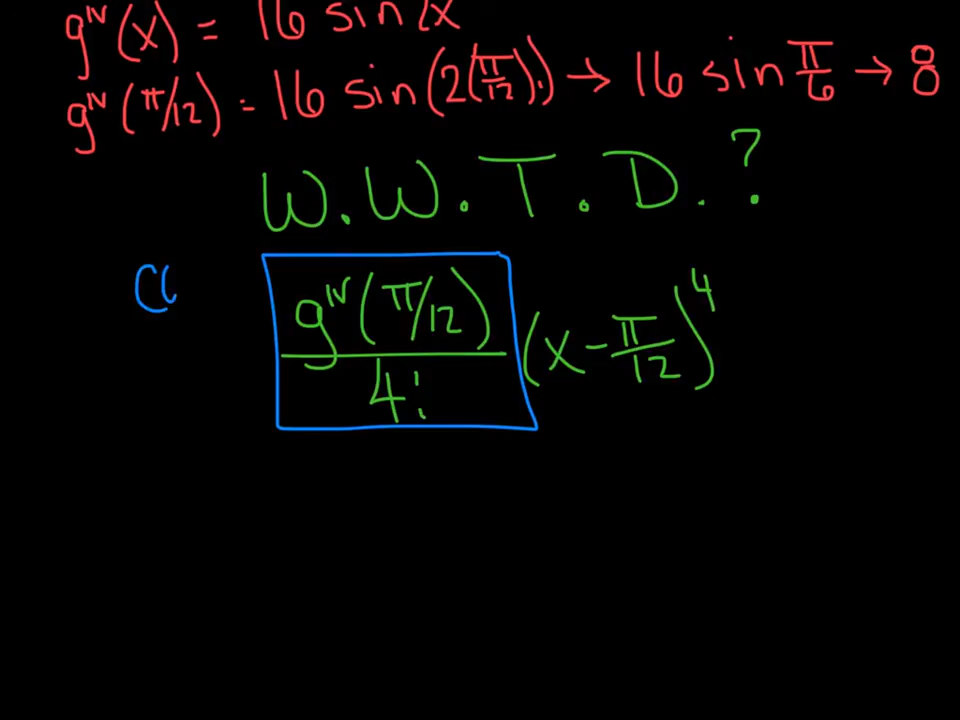 g^IV (x) = 16 sin 2x
g^IV (π/12) = 16 sin(2(π/12)) → 16 sin π/6 → 8
W. W. T. D. ?
g^IV (π/12) / 4! (x - π/12)^4